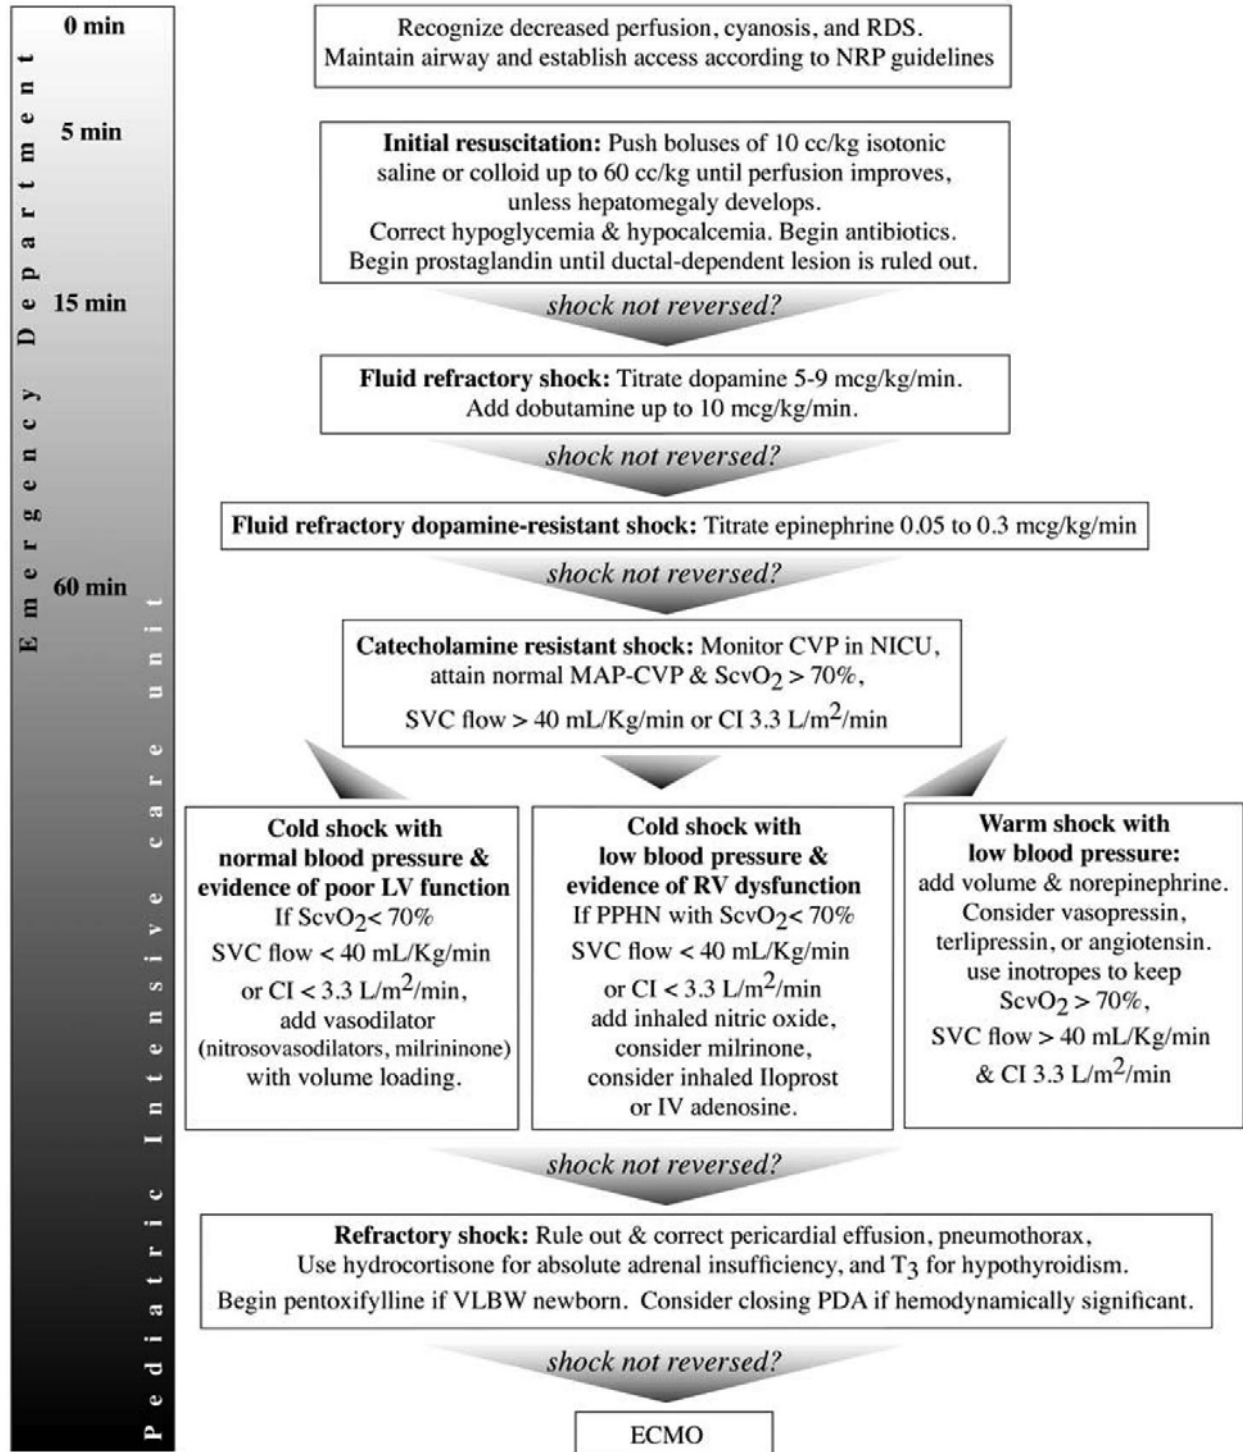 Emergency Department
Pediatric Intensive care unit
0 min
5 min
15 min
60 min
Recognize decreased perfusion, cyanosis, and RDS.
Maintain airway and establish access according to NRP guidelines
Initial resuscitation: Push boluses of 10 cc/kg isotonic
saline or colloid up to 60 cc/kg until perfusion improves,
unless hepatomegaly develops.
Correct hypoglycemia & hypocalcemia. Begin antibiotics.
Begin prostaglandin until ductal-dependent lesion is ruled out.
shock not reversed?
Fluid refractory shock: Titrate dopamine 5-9 mcg/kg/min.
Add dobutamine up to 10 mcg/kg/min.
shock not reversed?
Fluid refractory dopamine-resistant shock: Titrate epinephrine 0.05 to 0.3 mcg/kg/min
shock not reversed?
Catecholamine resistant shock: Monitor CVP in NICU,
attain normal MAP-CVP & ScvO₂ > 70%,
SVC flow > 40 mL/Kg/min or CI 3.3 L/m²/min
Cold shock with
normal blood pressure &
evidence of poor LV function
If ScvO₂< 70%
SVC flow < 40 mL/Kg/min
or CI < 3.3 L/m²/min,
add vasodilator
(nitrosovasodilators, milrininone)
with volume loading.
Cold shock with
low blood pressure &
evidence of RV dysfunction
If PPHN with ScvO₂< 70%
SVC flow < 40 mL/Kg/min
or CI < 3.3 L/m²/min
add inhaled nitric oxide,
consider milrinone,
consider inhaled Iloprost
or IV adenosine.
Warm shock with
low blood pressure:
add volume & norepinephrine.
Consider vasopressin,
terlipressin, or angiotensin.
use inotropes to keep
ScvO₂ > 70%,
SVC flow > 40 mL/Kg/min
& CI 3.3 L/m²/min
shock not reversed?
Refractory shock: Rule out & correct pericardial effusion, pneumothorax,
Use hydrocortisone for absolute adrenal insufficiency, and T₃ for hypothyroidism.
Begin pentoxifylline if VLBW newborn. Consider closing PDA if hemodynamically significant.
shock not reversed?
ECMO